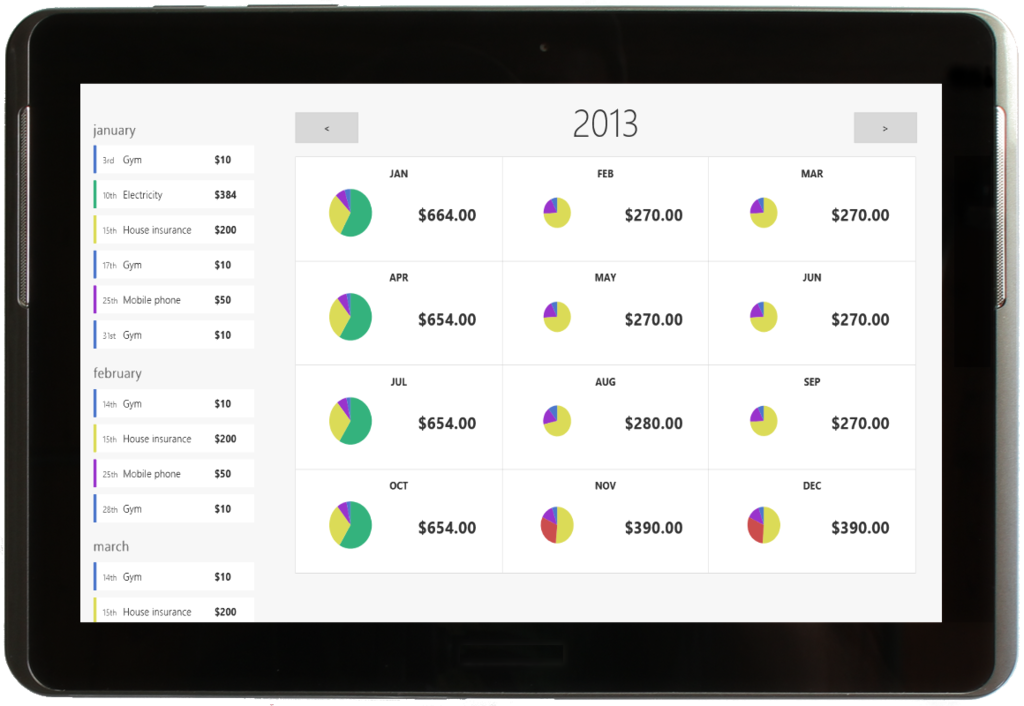 january
3rd Gym $10
10th Electricity $384
15th House insurance $200
17th Gym $10
25th Mobile phone $50
31st Gym $10
february
14th Gym $10
15th House insurance $200
25th Mobile phone $50
28th Gym $10
march
14th Gym $10
15th House insurance $200
< 2013 >
JAN FEB MAR
$664.00 $270.00 $270.00
APR MAY JUN
$654.00 $270.00 $270.00
JUL AUG SEP
$654.00 $280.00 $270.00
OCT NOV DEC
$654.00 $390.00 $390.00